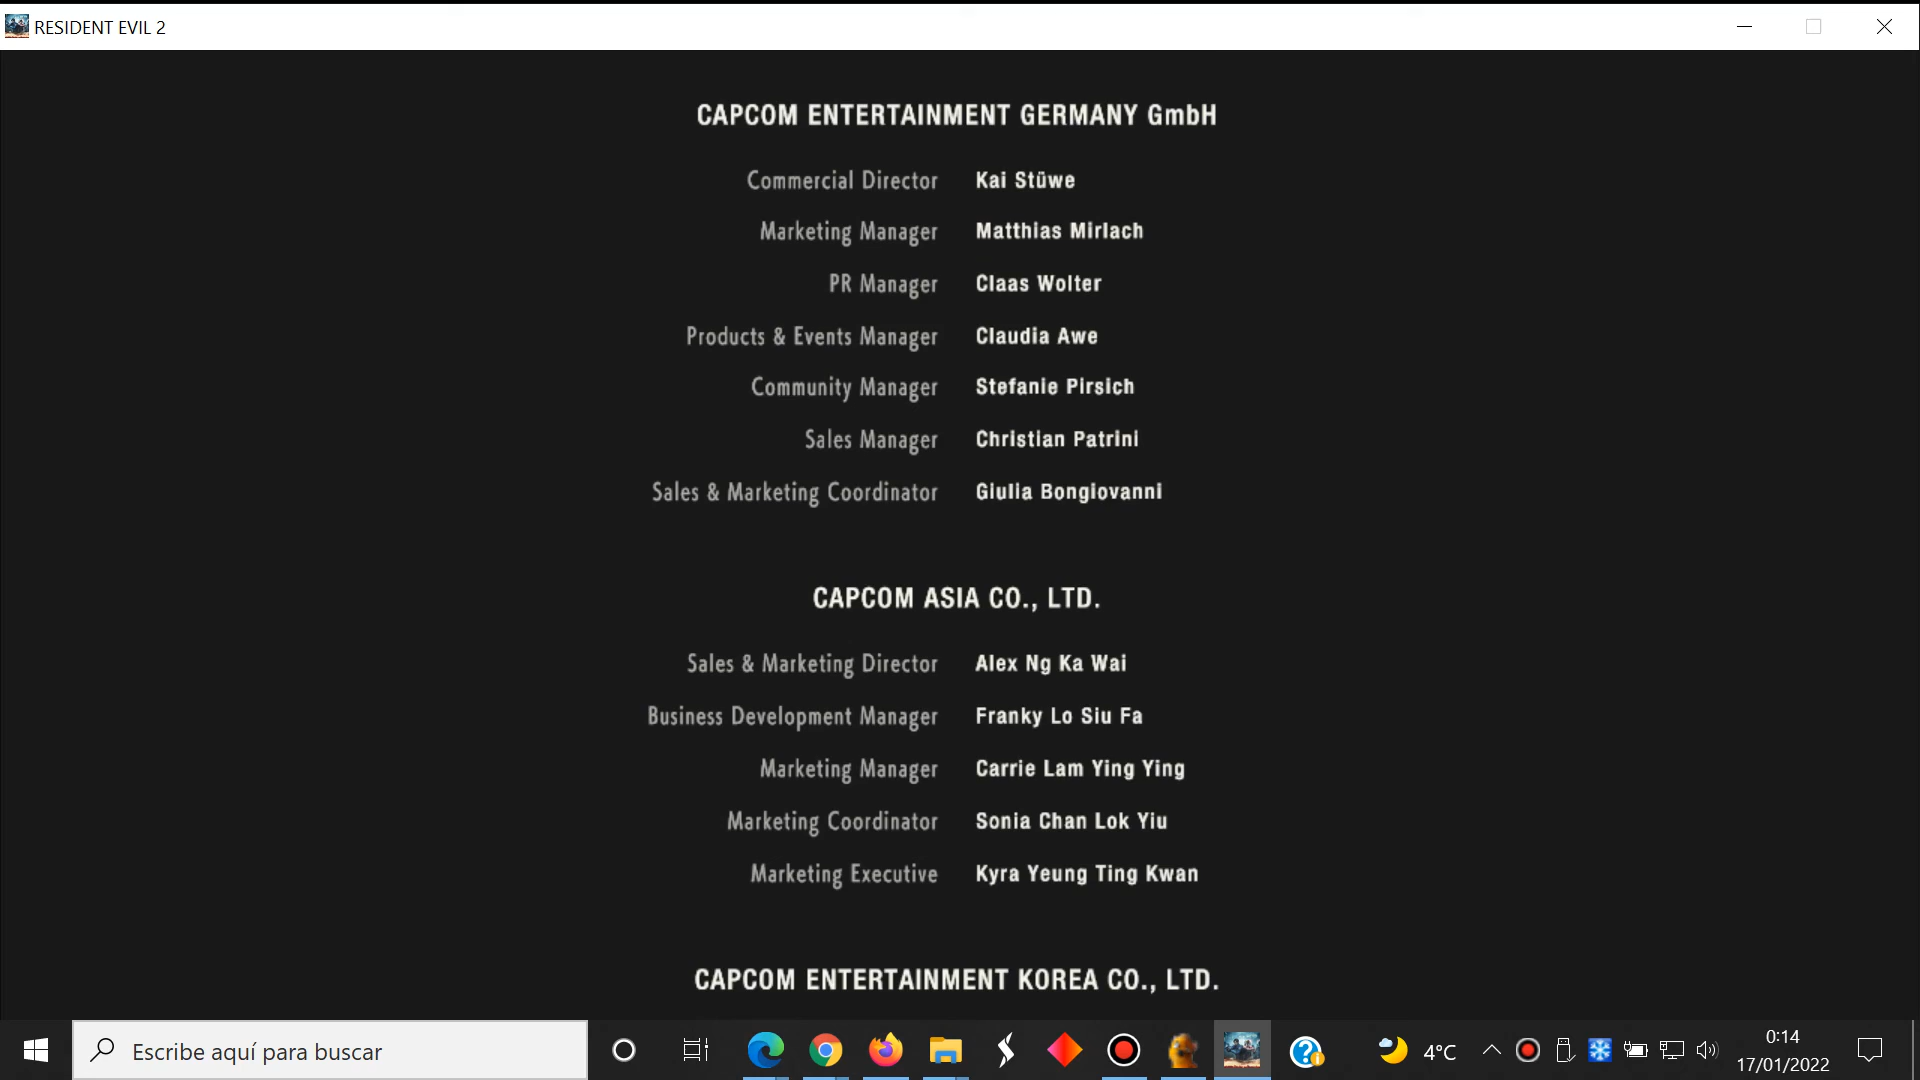 RESIDENT EVIL 2
CAPCOM ENTERTAINMENT GERMANY GmbH
Commercial Director Kai Stüwe
Marketing Manager Matthias Mirlach
PR Manager Claas Wolter
Products & Events Manager Claudia Awe
Community Manager Stefanie Pirsich
Sales Manager Christian Patrini
Sales & Marketing Coordinator Giulia Bongiovanni
CAPCOM ASIA CO., LTD.
Sales & Marketing Director Alex Ng Ka Wai
Business Development Manager Franky Lo Siu Fa
Marketing Manager Carrie Lam Ying Ying
Marketing Coordinator Sonia Chan Lok Yiu
Marketing Executive Kyra Yeung Ting Kwan
CAPCOM ENTERTAINMENT KOREA CO., LTD.
Escribe aquí para buscar
4°C
0:14
17/01/2022